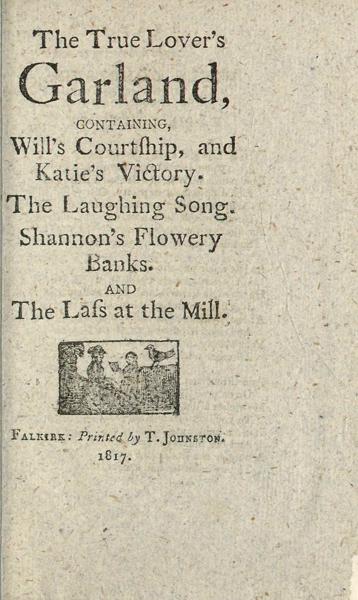 The True Lover's
Garland,
CONTAINING,
Will's Courtſhip, and
Katie's Victory.
The Laughing Song.
Shannon's Flowery
Banks.
AND
The Laſs at the Mill.
FALKIRK: Printed by T. JOHNSTON.
1817.